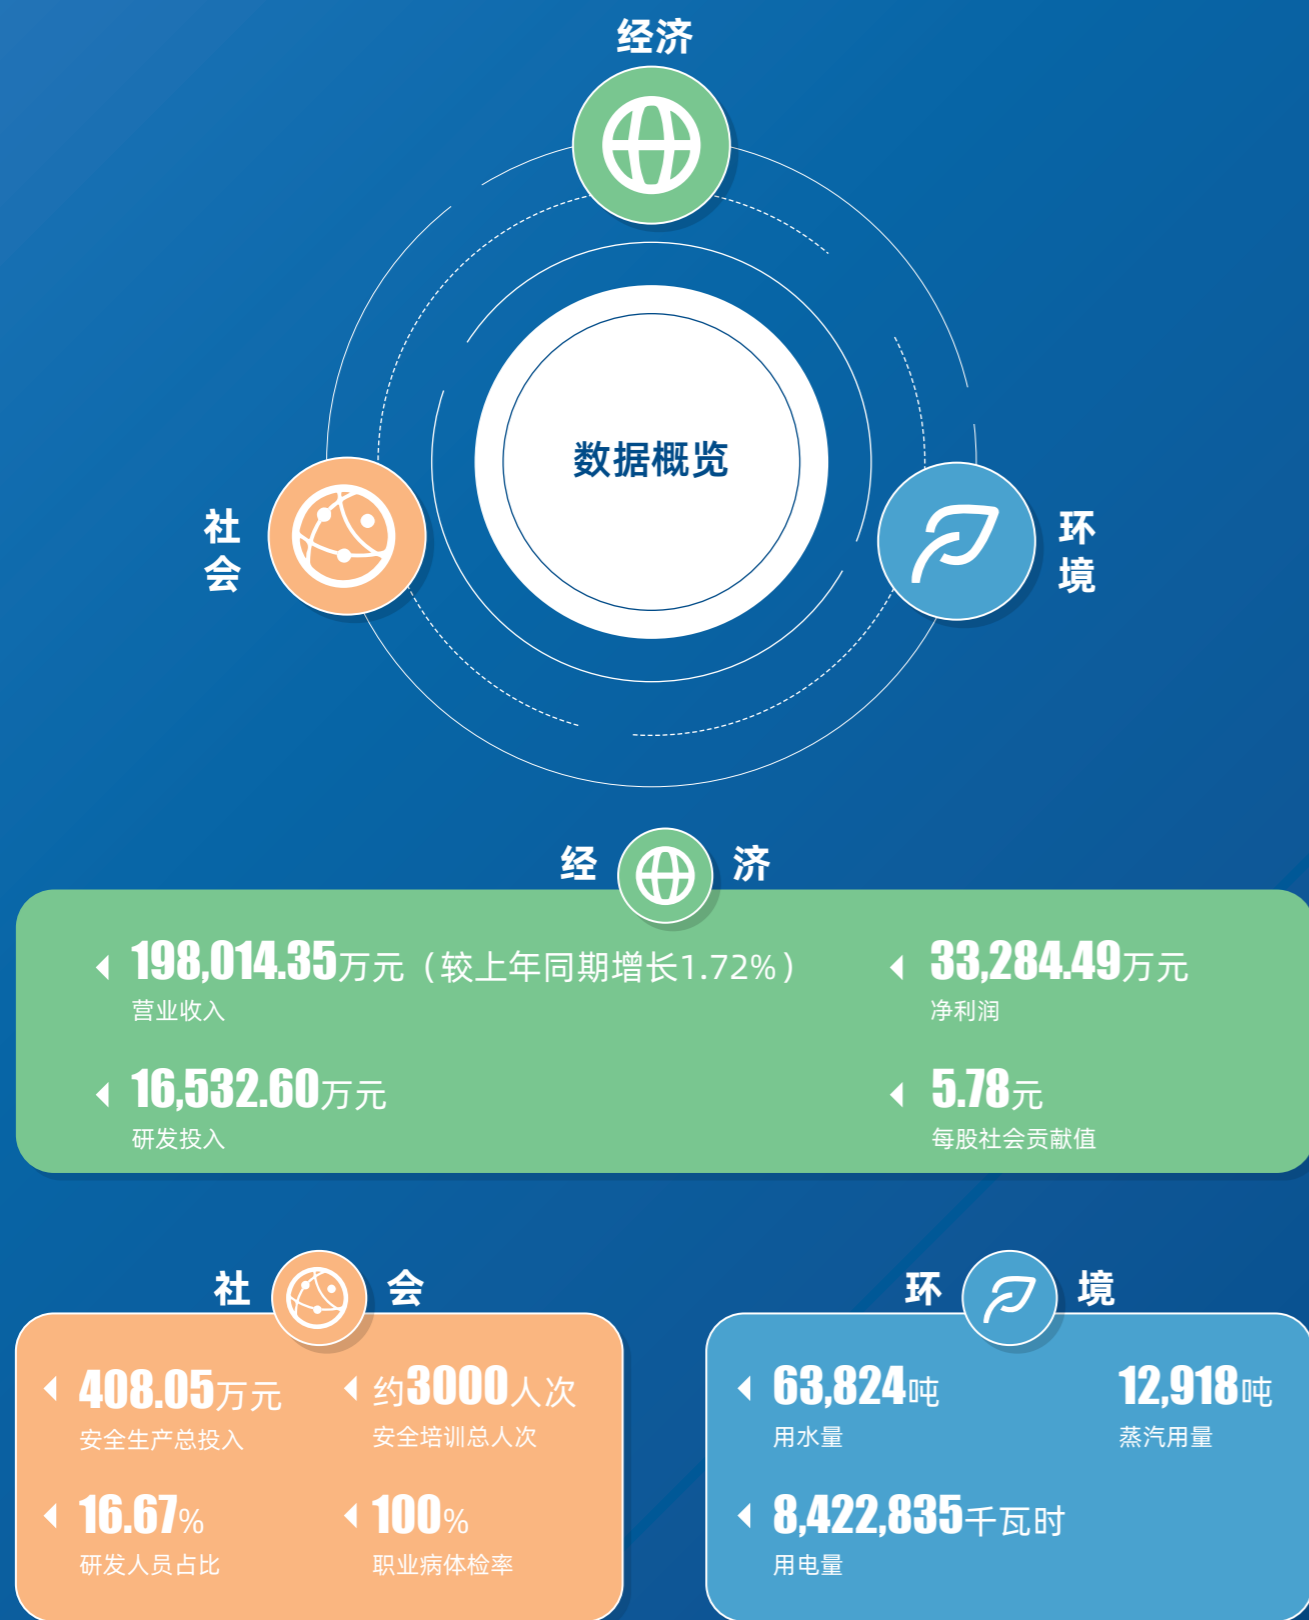 经济
数据概览
社会
环境
经济
198,014.35万元（较上年同期增长1.72%）
营业收入
33,284.49万元
净利润
16,532.60万元
研发投入
5.78元
每股社会贡献值
社会
408.05万元
安全生产总投入
约3000人次
安全培训总人次
16.67%
研发人员占比
100%
职业病体检率
环境
63,824吨
用水量
12,918吨
蒸汽用量
8,422,835千瓦时
用电量